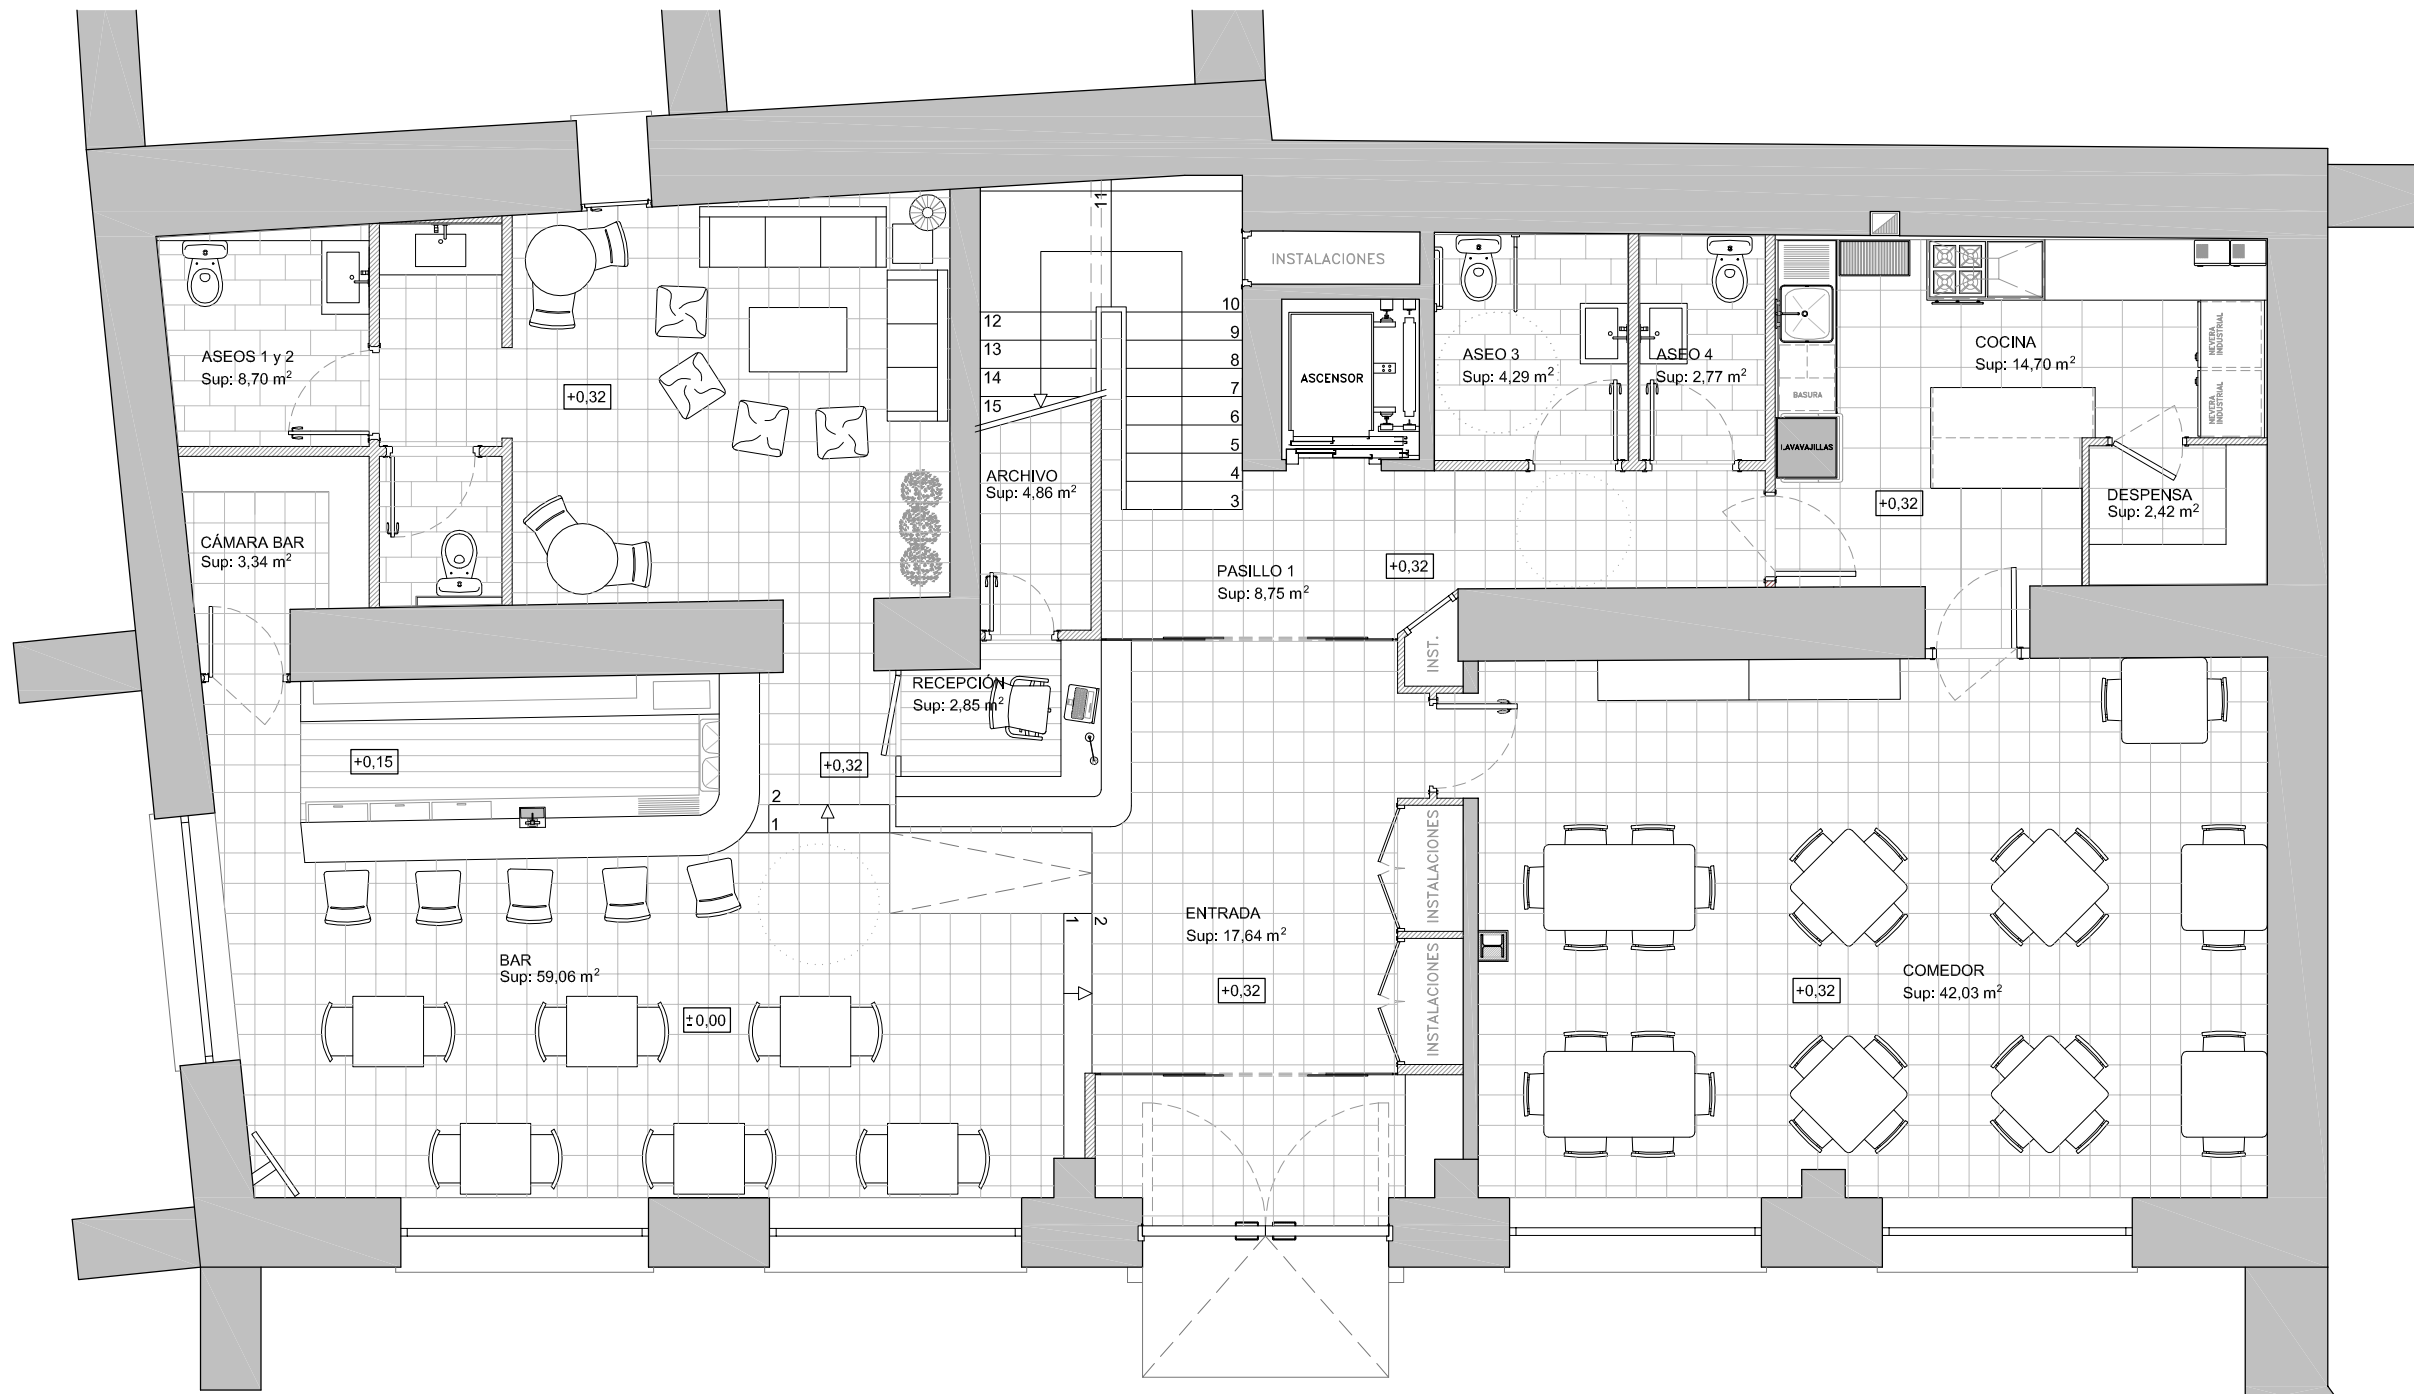 11
INSTALACIONES
10
12
9
13
8
14
7
15
6
5
4
3
ASCENSOR
ASEOS 1 y 2
Sup: 8,70 m²
+0,32
ASEO 3
Sup: 4,29 m²
ASEO 4
Sup: 2,77 m²
COCINA
Sup: 14,70 m²
NEVERA
INDUSTRIAL
NEVERA
INDUSTRIAL
BASURA
LAVAVAJILLAS
ARCHIVO
Sup: 4,86 m²
+0,32
DESPENSA
Sup: 2,42 m²
CÁMARA BAR
Sup: 3,34 m²
PASILLO 1
Sup: 8,75 m²
+0,32
INST.
RECEPCIÓN
Sup: 2,85 m²
+0,15
+0,32
2
1
INSTALACIONES
1
2
ENTRADA
Sup: 17,64 m²
INSTALACIONES
BAR
Sup: 59,06 m²
+0,32
±0,00
+0,32
COMEDOR
Sup: 42,03 m²